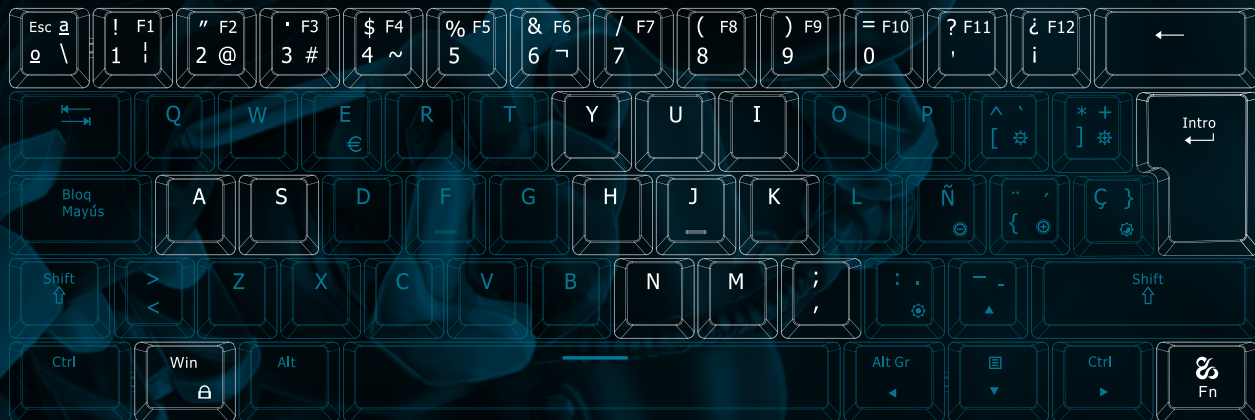 Esc a ! F1 " F2 · F3 $ F4 % F5 & F6 / F7 ( F8 ) F9 = F10 ? F11 ¿ F12
º \ 1 ¦ 2 @ 3 # 4 ~ 5 6 ¬ 7 8 9 0 ' ¡ ←
Q W E R T Y U I O P ^ ` * + Intro
€ [ ]
Bloq A S D F G H J K L Ñ ¨ ´ Ç }
Mayús {
Shift > Z X C V B N M ; : . − - Shift
⇧ < , ▲ ⇧
Ctrl Win Alt Alt Gr Ctrl
◄ ▼ ► Fn